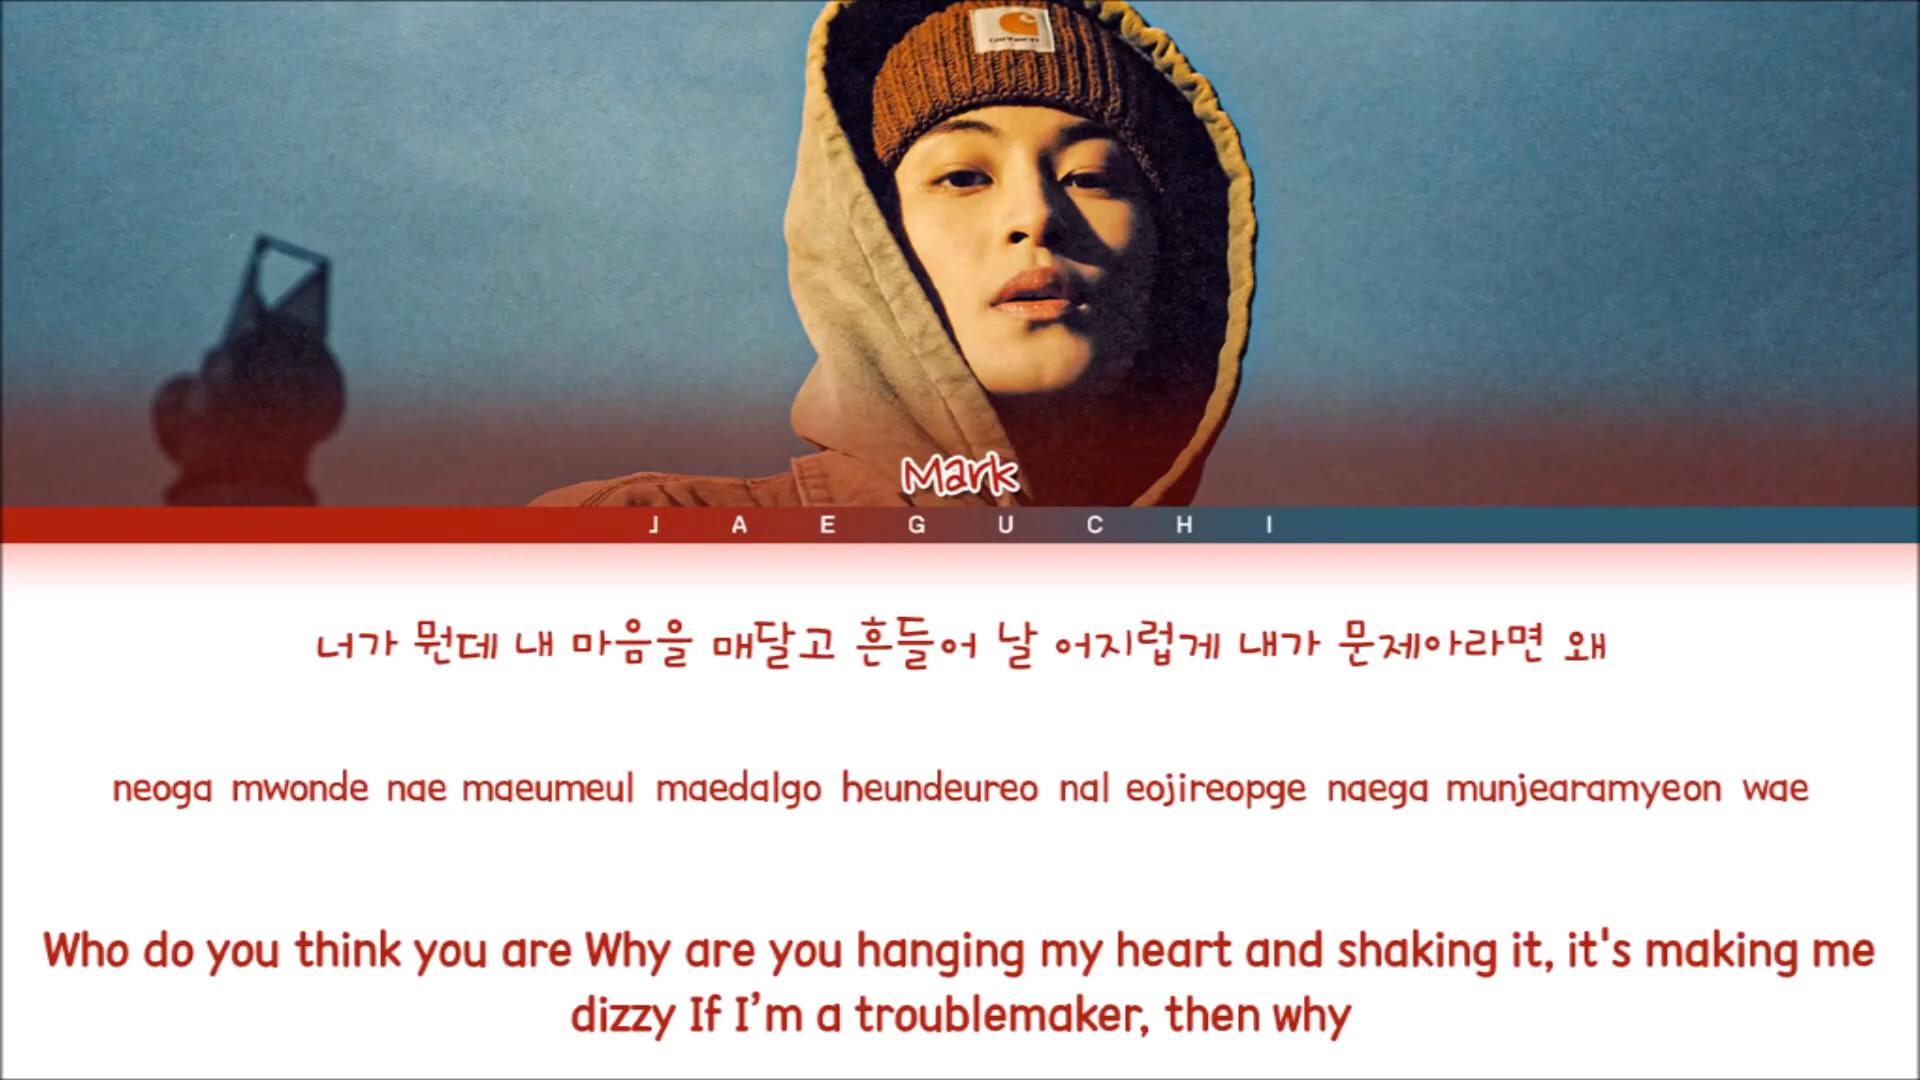 carhartt
Mark
JAEGUCHI
너가 뭔데 내 마음을 매달고 흔들어 날 어지럽게 내가 문제아라면 왜
neoga mwonde nae maeumeul maedalgo heundeureo nal eojireopge naega munjearamyeon wae
Who do you think you are Why are you hanging my heart and shaking it, it's making me
dizzy If I’m a troublemaker, then why